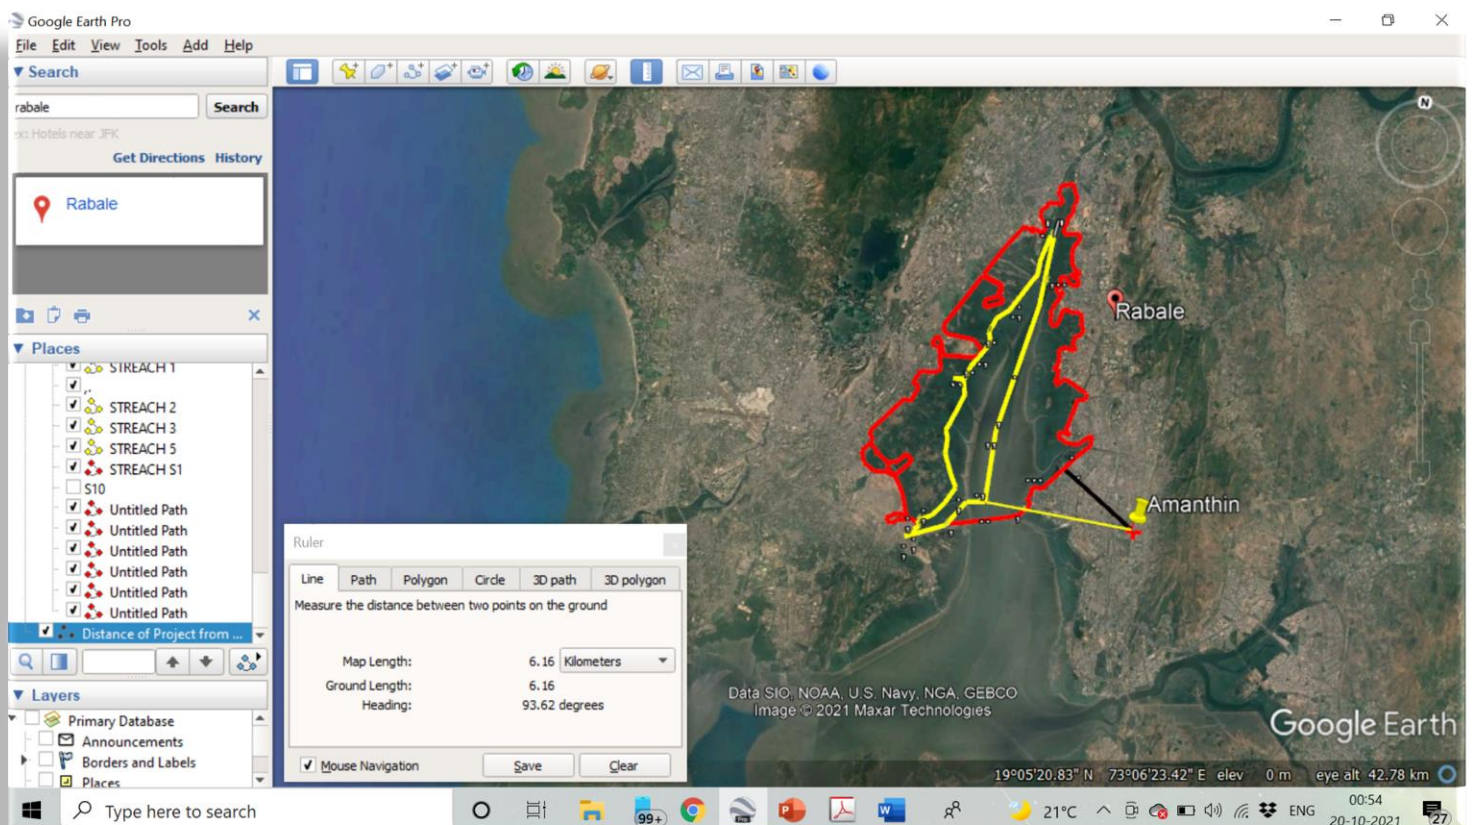 Google Earth Pro
File Edit View Tools Add Help
Search
rabale
Search
ex: Hotels near JFK
Get Directions History
Rabale
Places
STREACH 1
STREACH 2
STREACH 3
STREACH 5
STREACH S1
S10
Untitled Path
Untitled Path
Untitled Path
Untitled Path
Untitled Path
Untitled Path
Distance of Project from ...
Layers
Primary Database
Announcements
Borders and Labels
Places
N
Rabale
Amanthin
Ruler
Line Path Polygon Circle 3D path 3D polygon
Measure the distance between two points on the ground
Map Length: 6.16 Kilometers
Ground Length: 6.16
Heading: 93.62 degrees
Mouse Navigation Save Clear
Data SIO, NOAA, U.S. Navy, NGA, GEBCO
Image © 2021 Maxar Technologies
Google Earth
19°05'20.83" N 73°06'23.42" E elev 0 m eye alt 42.78 km
Type here to search
99+
Pro
21°C
ENG
00:54
20-10-2021
27